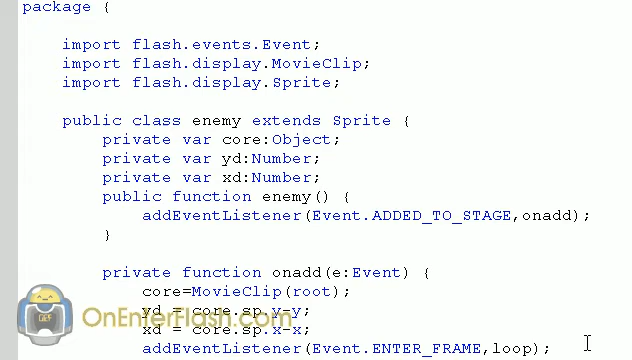 package {
import flash.events.Event;
import flash.display.MovieClip;
import flash.display.Sprite;
public class enemy extends Sprite {
private var core:Object;
private var yd:Number;
private var xd:Number;
public function enemy() {
addEventListener(Event.ADDED_TO_STAGE,onadd);
}
private function onadd(e:Event) {
core=MovieClip(root);
yd = core.sp.y-y;
xd = core.sp.x-x;
addEventListener(Event.ENTER_FRAME,loop);
GEF
OnEnterFlash.com